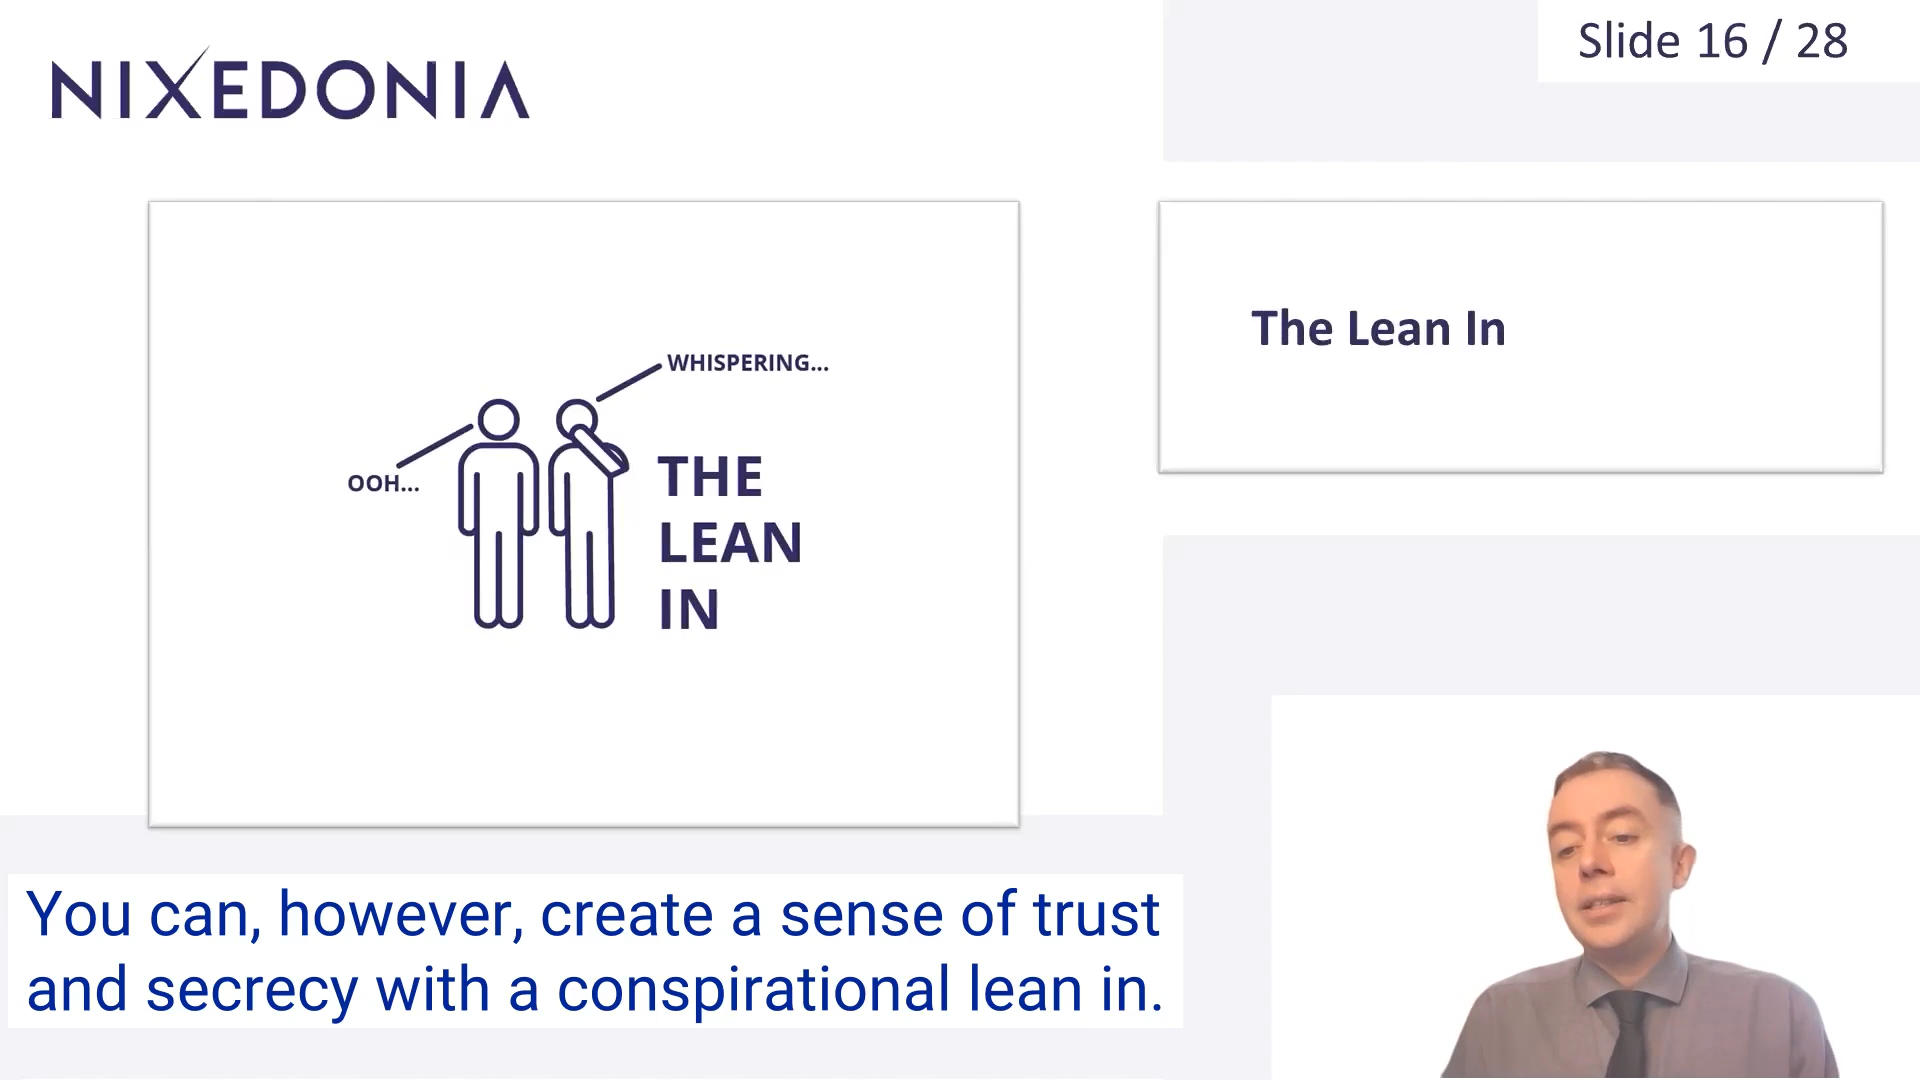 NIXEDONIA
Slide 16 / 28
WHISPERING...
OOH...
THE
LEAN
IN
The Lean In
You can, however, create a sense of trust
and secrecy with a conspirational lean in.